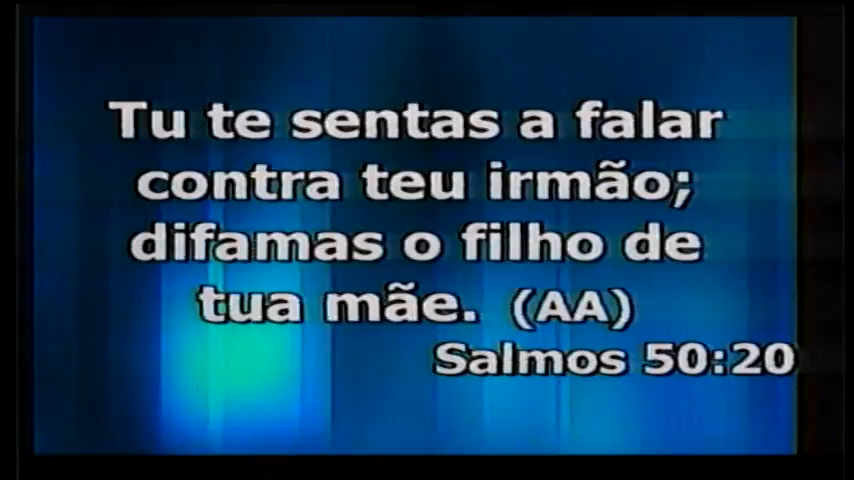 Tu te sentas a falar
contra teu irmão;
difamas o filho de
tua mãe. (AA)
Salmos 50:20